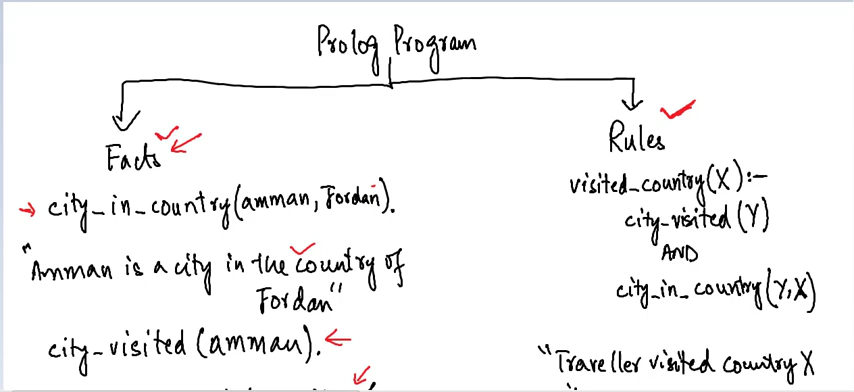 Prolog Program
Facts
city_in_country(amman, Jordan).
"Amman is a city in the country of
Jordan"
city_visited (amman).
Rules
visited_country(X):-
city_visited (Y)
AND
city_in_country(Y,X)
"Traveller visited country X